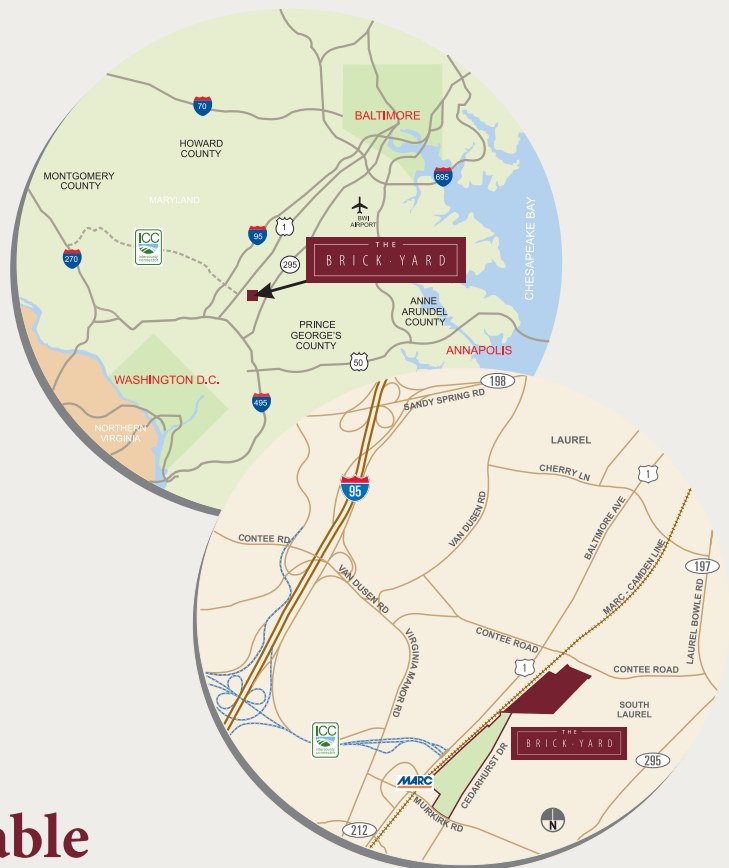 70
BALTIMORE
HOWARD
COUNTY
MONTGOMERY
COUNTY
695
MARYLAND
BWI
AIRPORT
1
95
ICC
270
THE
BRICK·YARD
295
CHESAPEAKE BAY
ANNE
ARUNDEL
COUNTY
PRINCE
GEORGE'S
COUNTY
ANNAPOLIS
50
WASHINGTON D.C.
495
NORTHERN
VIRGINIA
198
SANDY SPRING RD
LAUREL
CHERRY LN
1
95
VAN DUSEN RD
BALTIMORE AVE
CONTEE RD
MARC - CAMDEN LINE
197
VAN DUSEN RD
LAUREL BOWLE RD
VIRGINIA MANOR RD
CONTEE ROAD
1
CONTEE ROAD
SOUTH
LAUREL
ICC
THE
BRICK·YARD
295
CEDARHURST DR
MARC
MUIRKIRK RD
N
212
able